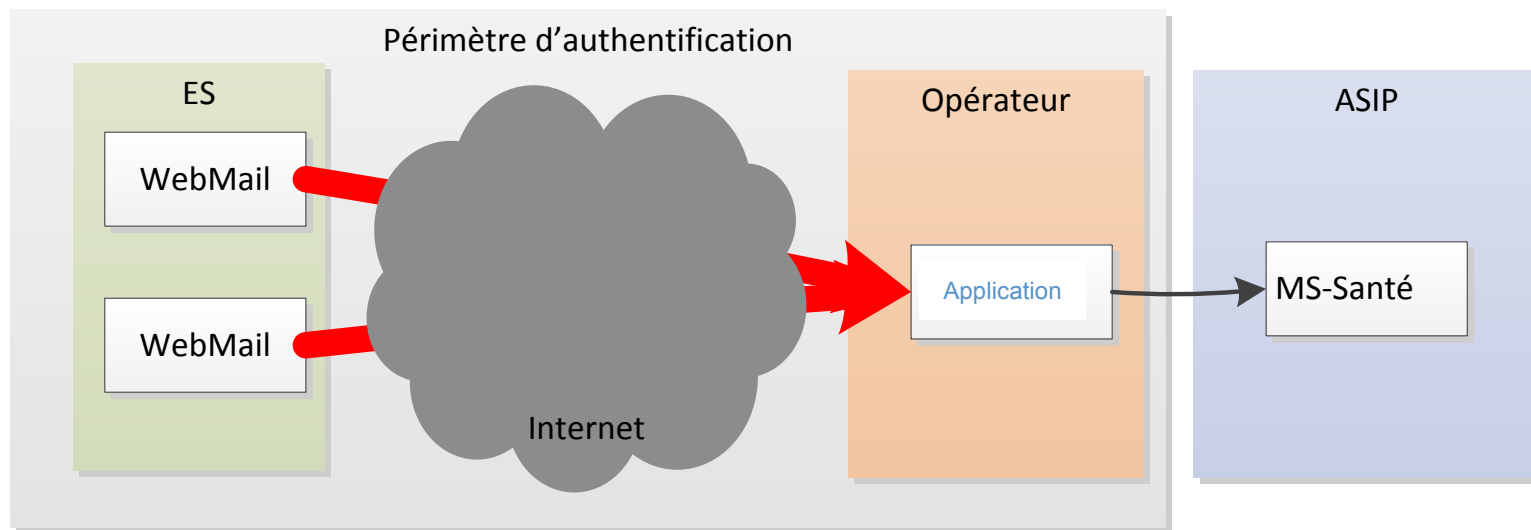 Périmètre d'authentification
ES
WebMail
WebMail
Internet
Opérateur
Application
ASIP
MS-Santé